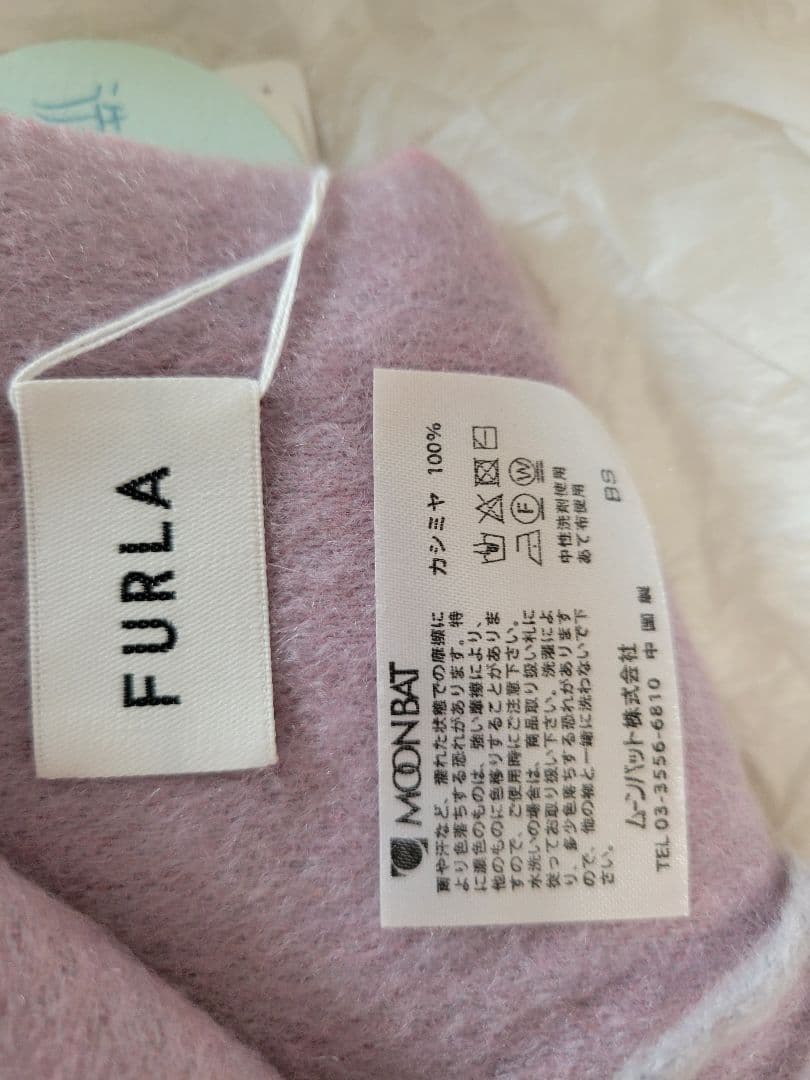 FURLA
MOONBAT
雨や汗など、濡れた状態での摩擦に
より色落ちする恐れがあります。特
に濃色のものは、強い摩擦により、
他のものに色移りすることがありま
すので、ご使用時にご注意下さい。
水洗いの場合は、商品取り扱い札に
従ってお取り扱い下さい。洗濯によ
り、多少色落ちする恐れがあります
ので、他の物と一緒に洗わないで下
さい。
ムーンバット株式会社
TEL 03-3556-6810 中国製
カシミヤ 100%
中性洗剤使用
あて布使用
BS